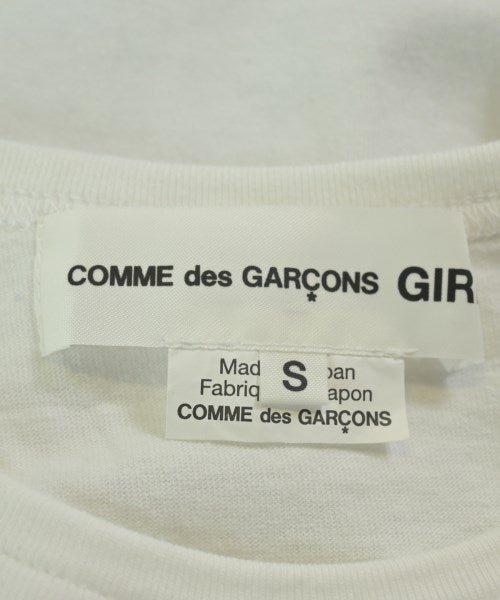 COMME des GARÇONS GIR
Mad S pan
Fabriq apon
COMME des GARÇONS